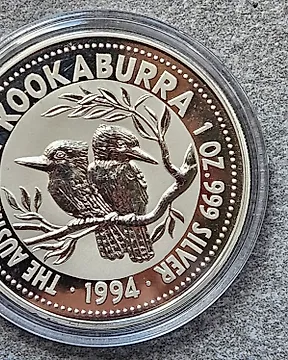 THE AUS
KOOKABURRA 1 OZ. 999 SILVER
· 1994 ·